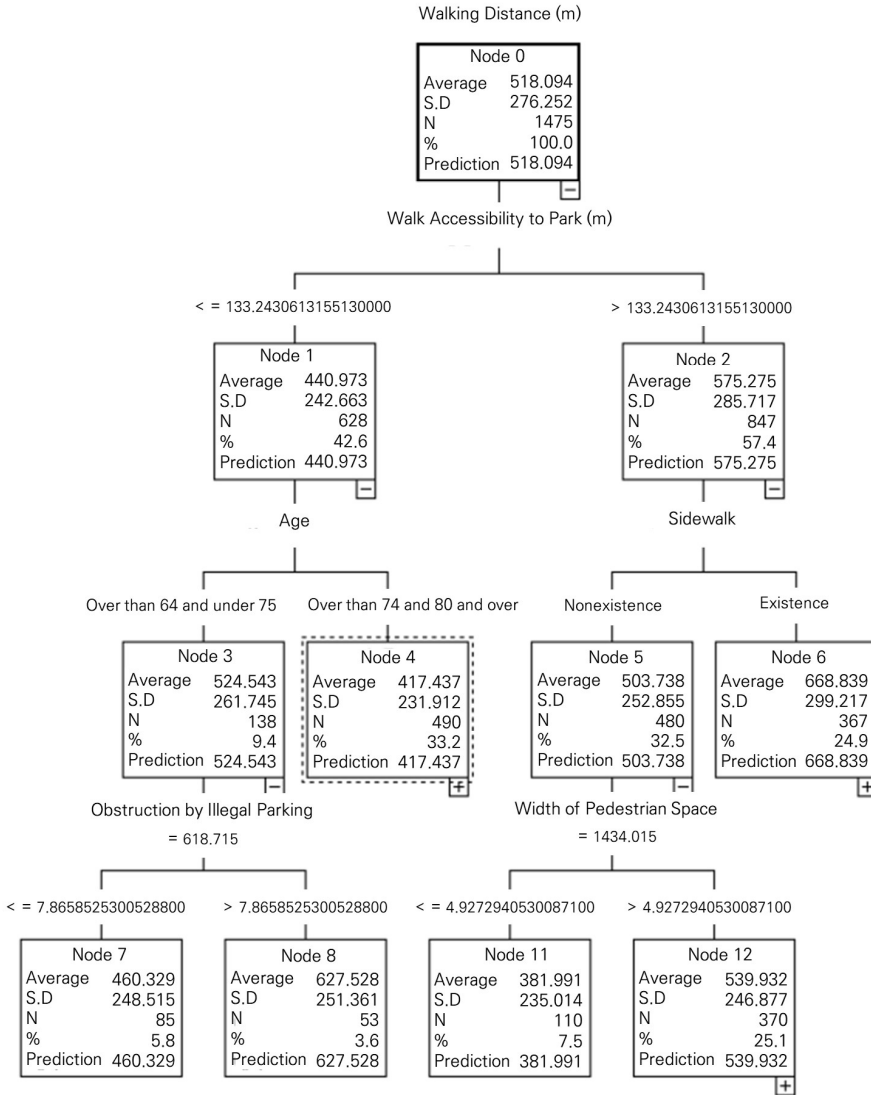 Walking Distance (m)
Node 0
Average 518.094
S.D 276.252
N 1475
% 100.0
Prediction 518.094
Walk Accessibility to Park (m)
< = 133.2430613155130000
> 133.2430613155130000
Node 1
Average 440.973
S.D 242.663
N 628
% 42.6
Prediction 440.973
Node 2
Average 575.275
S.D 285.717
N 847
% 57.4
Prediction 575.275
Age
Sidewalk
Over than 64 and under 75
Over than 74 and 80 and over
Nonexistence
Existence
Node 3
Average 524.543
S.D 261.745
N 138
% 9.4
Prediction 524.543
Node 4
Average 417.437
S.D 231.912
N 490
% 33.2
Prediction 417.437
Node 5
Average 503.738
S.D 252.855
N 480
% 32.5
Prediction 503.738
Node 6
Average 668.839
S.D 299.217
N 367
% 24.9
Prediction 668.839
Obstruction by Illegal Parking
= 618.715
Width of Pedestrian Space
= 1434.015
< = 7.8658525300528800
> 7.8658525300528800
< = 4.9272940530087100
> 4.9272940530087100
Node 7
Average 460.329
S.D 248.515
N 85
% 5.8
Prediction 460.329
Node 8
Average 627.528
S.D 251.361
N 53
% 3.6
Prediction 627.528
Node 11
Average 381.991
S.D 235.014
N 110
% 7.5
Prediction 381.991
Node 12
Average 539.932
S.D 246.877
N 370
% 25.1
Prediction 539.932